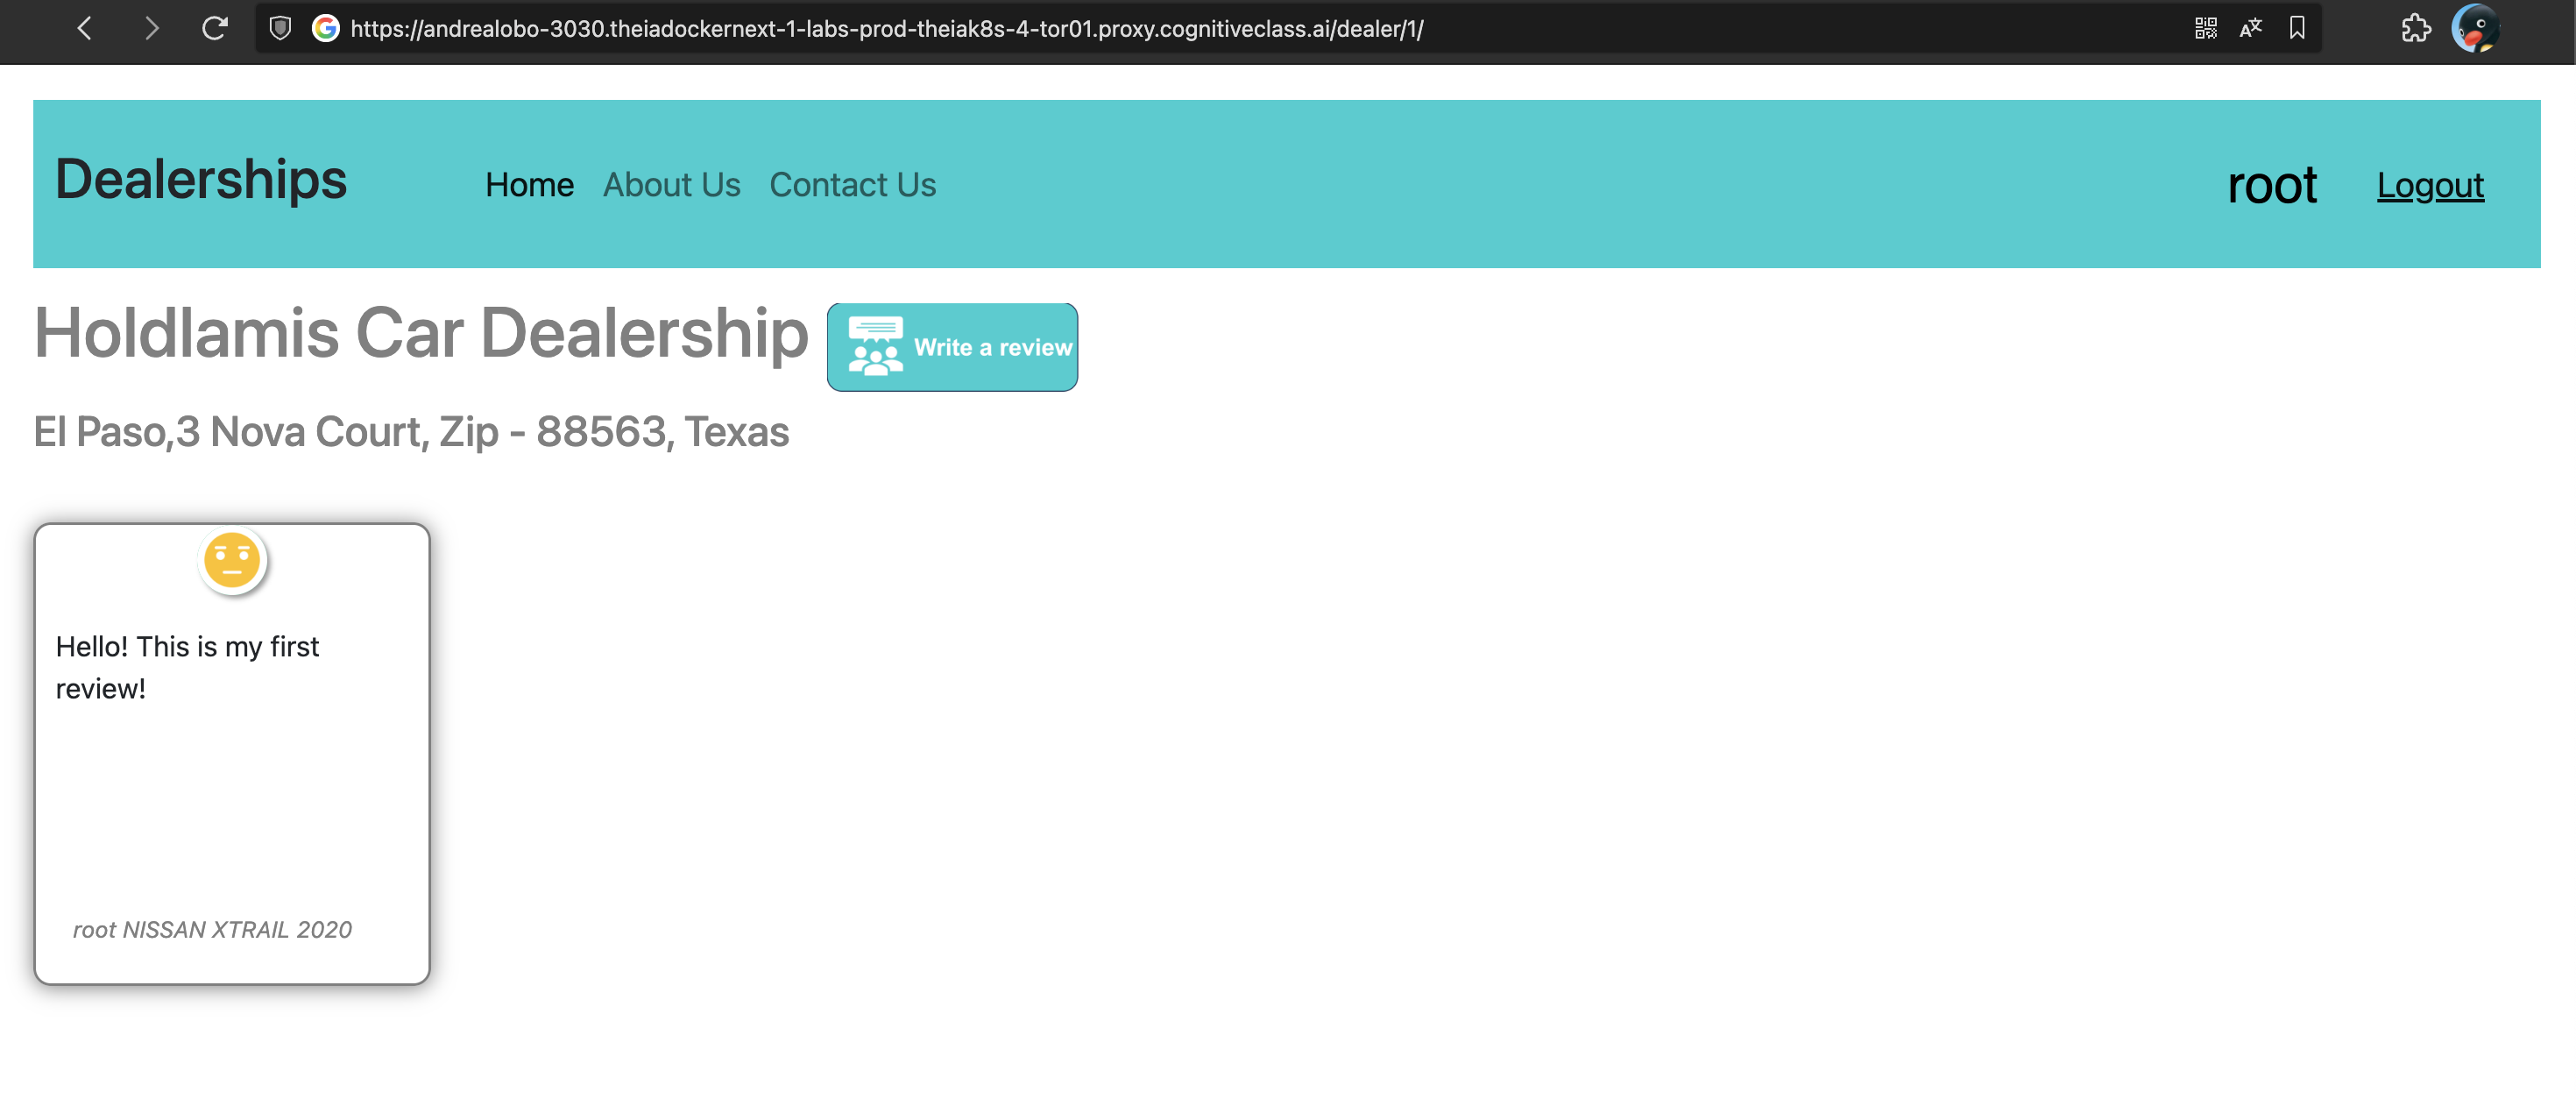 https://andrealobo-3030.theiadockernext-1-labs-prod-theiak8s-4-tor01.proxy.cognitiveclass.ai/dealer/1/
Dealerships Home About Us Contact Us root Logout
Holdlamis Car Dealership Write a review
El Paso,3 Nova Court, Zip - 88563, Texas
Hello! This is my first
review!
root NISSAN XTRAIL 2020